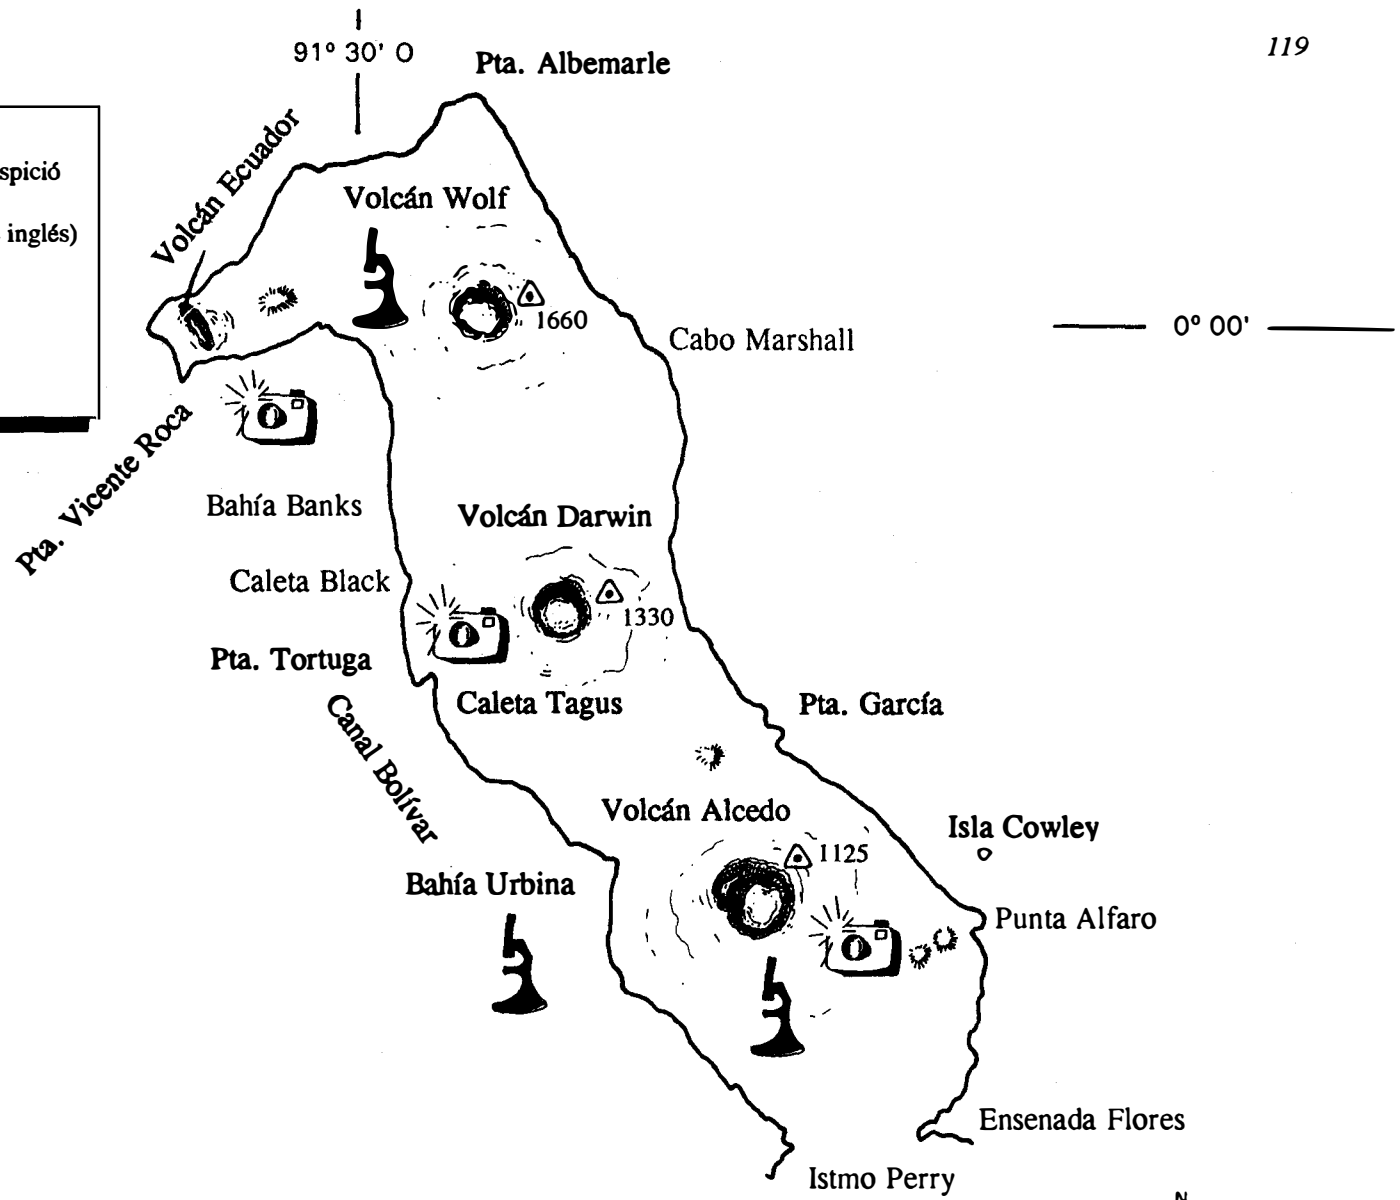 119
91° 30' O
Pta. Albemarle
spició
inglés)
Volcán Ecuador
Volcán Wolf
1660
0° 00'
Cabo Marshall
Pta. Vicente Roca
Bahía Banks
Volcán Darwin
Caleta Black
1330
Pta. Tortuga
Caleta Tagus
Pta. García
Canal Bolívar
Volcán Alcedo
Isla Cowley
1125
Bahía Urbina
Punta Alfaro
Ensenada Flores
Istmo Perry
N